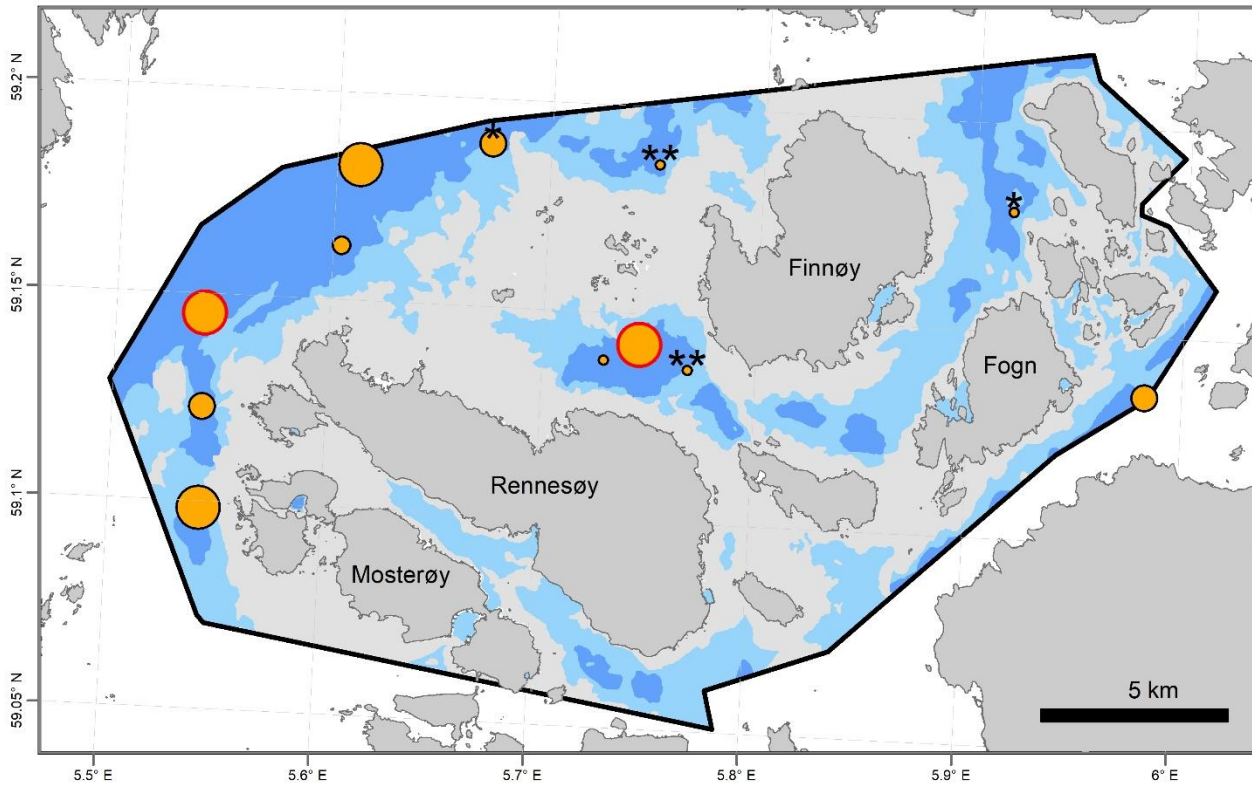 59.2° N
59.15° N
59.1° N
59.05° N
*
**
*
Finnøy
**
Fogn
Rennesøy
Mosterøy
5 km
5.5° E
5.6° E
5.7° E
5.8° E
5.9° E
6° E